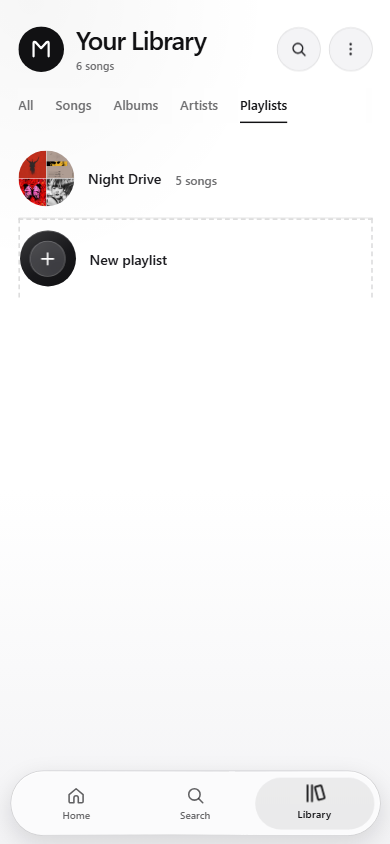 M
Your Library
6 songs
All Songs Albums Artists Playlists
Night Drive 5 songs
New playlist
Home Search Library